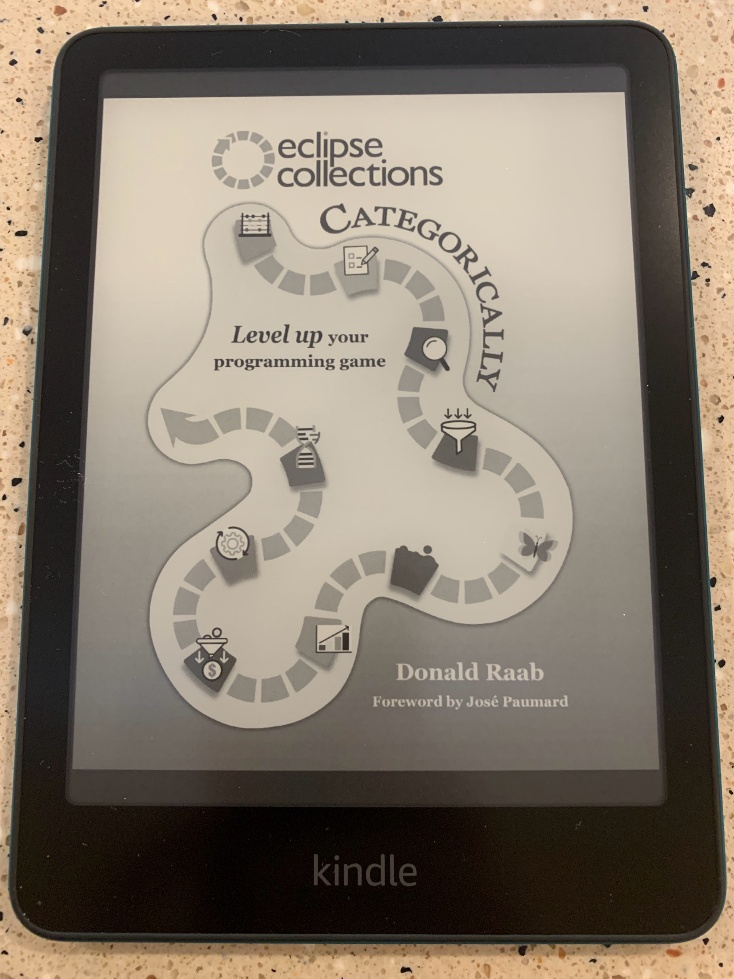 eclipse
collections
CATEGORICALLY
Level up your
programming game
$
Donald Raab
Foreword by José Paumard
kindle